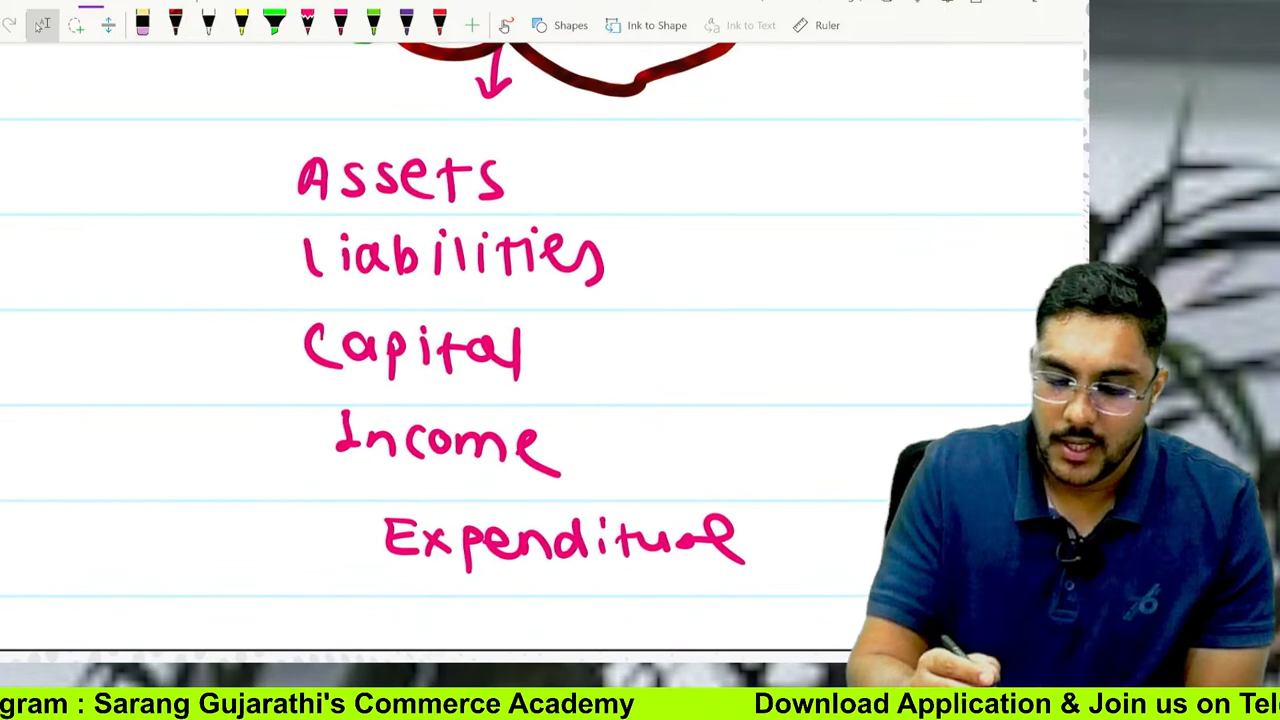 Shapes Ink to Shape Ink to Text Ruler
Assets
Liabilities
Capital
Income
Expenditure
gram : Sarang Gujarathi's Commerce Academy Download Application & Join us on Tel